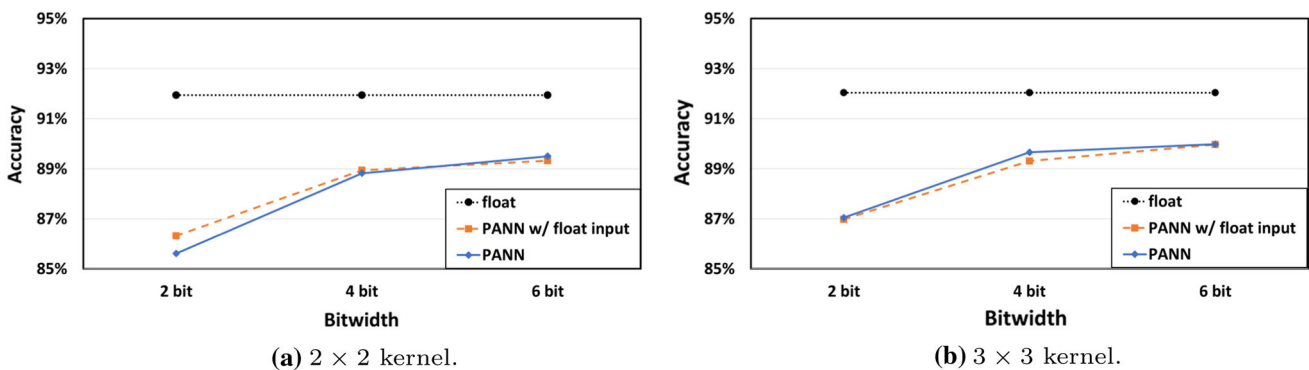 95%
93%
91%
89%
87%
85%
Accuracy
2 bit
4 bit
6 bit
Bitwidth
float
PANN w/ float input
PANN
(a) 2 × 2 kernel.
95%
93%
91%
89%
87%
85%
Accuracy
2 bit
4 bit
6 bit
Bitwidth
float
PANN w/ float input
PANN
(b) 3 × 3 kernel.